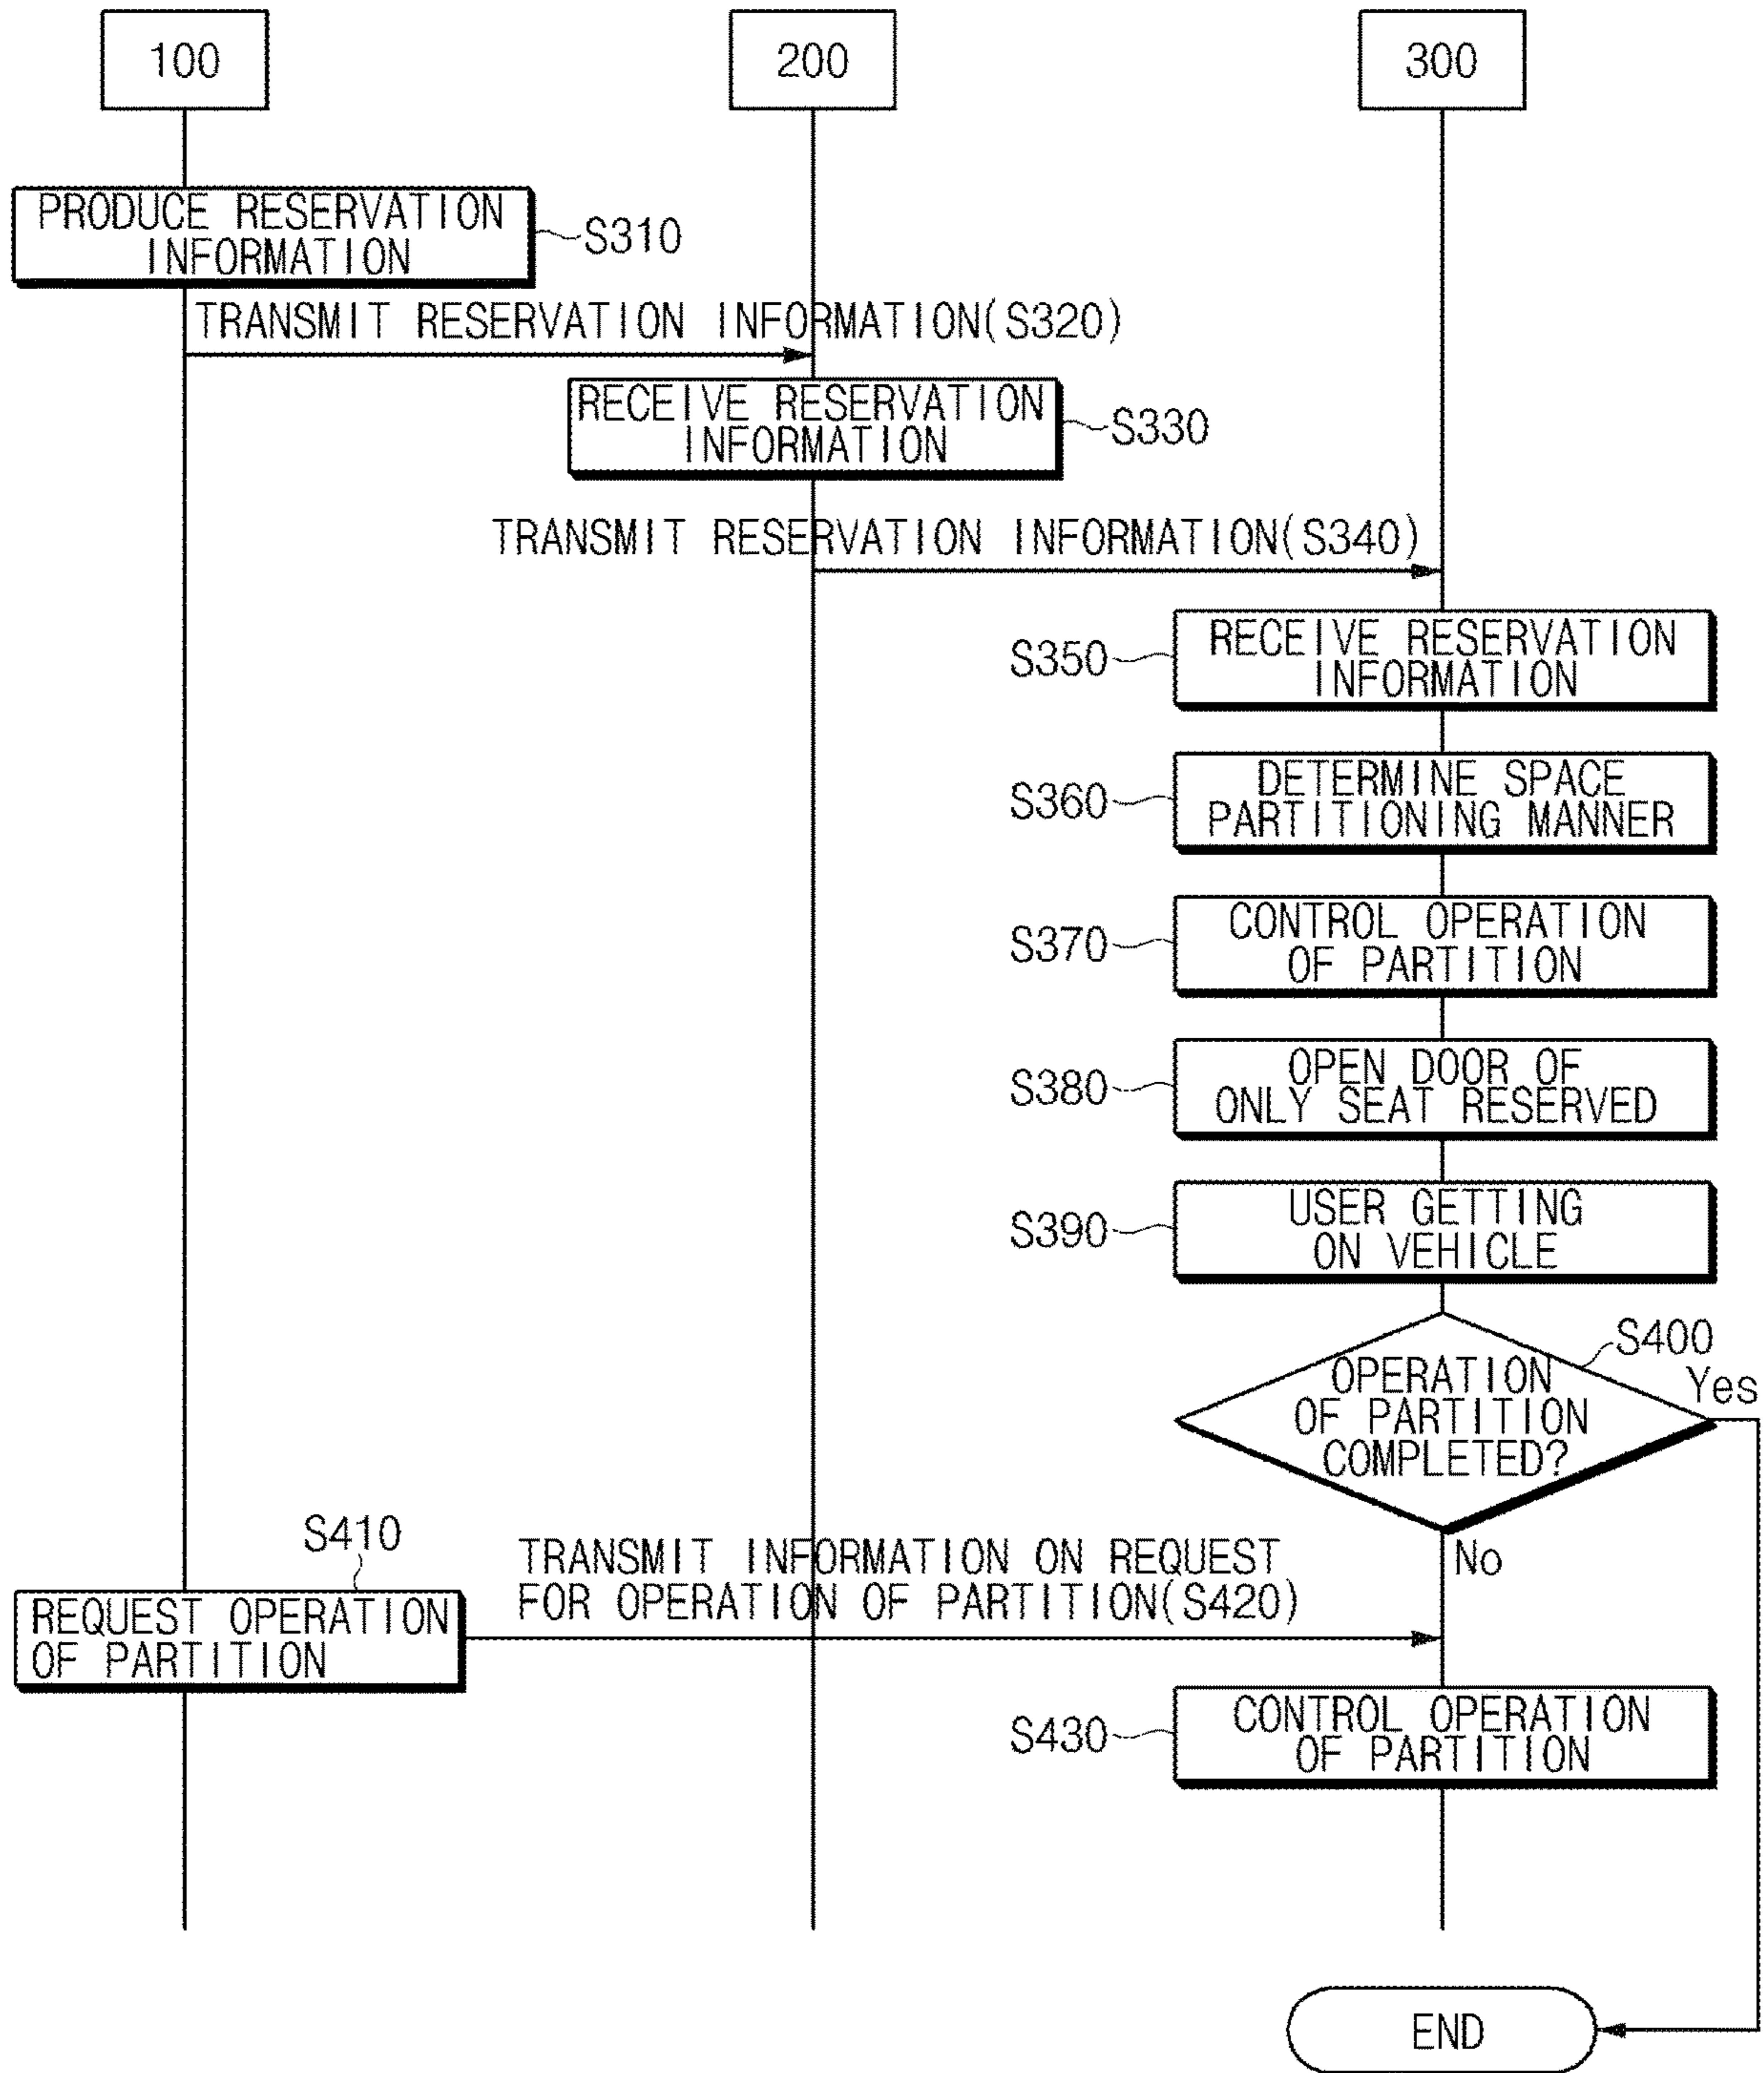 100
200
300
PRODUCE RESERVATION
INFORMATION
S310
TRANSMIT RESERVATION INFORMATION(S320)
RECEIVE RESERVATION
INFORMATION
S330
TRANSMIT RESERVATION INFORMATION(S340)
S350
RECEIVE RESERVATION
INFORMATION
S360
DETERMINE SPACE
PARTITIONING MANNER
S370
CONTROL OPERATION
OF PARTITION
S380
OPEN DOOR OF
ONLY SEAT RESERVED
S390
USER GETTING
ON VEHICLE
S400
OPERATION
OF PARTITION
COMPLETED?
Yes
No
S410
REQUEST OPERATION
OF PARTITION
TRANSMIT INFORMATION ON REQUEST
FOR OPERATION OF PARTITION(S420)
S430
CONTROL OPERATION
OF PARTITION
END